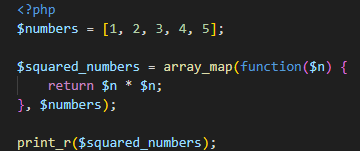 <?php
$numbers = [1, 2, 3, 4, 5];

$squared_numbers = array_map(function($n) {
    return $n * $n;
}, $numbers);

print_r($squared_numbers);